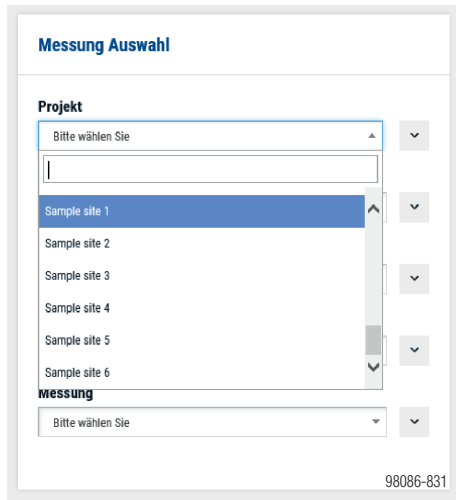 Messung Auswahl
Projekt
Bitte wählen Sie
Sample site 1
Sample site 2
Sample site 3
Sample site 4
Sample site 5
Sample site 6
Messung
Bitte wählen Sie
98086-831